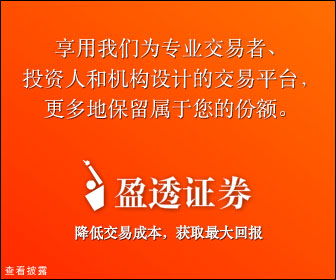 享用我们为专业交易者、
投资人和机构设计的交易平台，
更多地保留属于您的份额。
盈透证券
降低交易成本，获取最大回报
查看披露